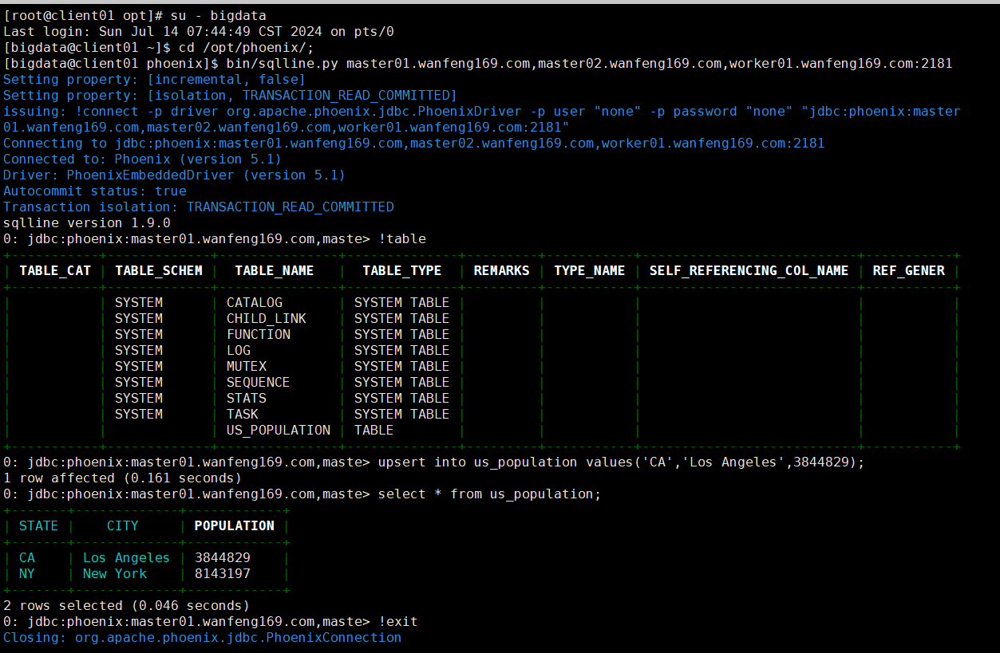 [root@client01 opt]# su - bigdata
Last login: Sun Jul 14 07:44:49 CST 2024 on pts/0
[bigdata@client01 ~]$ cd /opt/phoenix/;
[bigdata@client01 phoenix]$ bin/sqlline.py master01.wanfeng169.com,master02.wanfeng169.com,worker01.wanfeng169.com:2181
Setting property: [incremental, false]
Setting property: [isolation, TRANSACTION_READ_COMMITTED]
issuing: !connect -p driver org.apache.phoenix.jdbc.PhoenixDriver -p user "none" -p password "none" "jdbc:phoenix:master
01.wanfeng169.com,master02.wanfeng169.com,worker01.wanfeng169.com:2181"
Connecting to jdbc:phoenix:master01.wanfeng169.com,master02.wanfeng169.com,worker01.wanfeng169.com:2181
Connected to: Phoenix (version 5.1)
Driver: PhoenixEmbeddedDriver (version 5.1)
Autocommit status: true
Transaction isolation: TRANSACTION_READ_COMMITTED
sqlline version 1.9.0
0: jdbc:phoenix:master01.wanfeng169.com,maste> !table
+-----------+-------------+---------------+--------------+---------+-----------+---------------------------+-----------+
| TABLE_CAT | TABLE_SCHEM |  TABLE_NAME   |  TABLE_TYPE  | REMARKS | TYPE_NAME | SELF_REFERENCING_COL_NAME | REF_GENER |
+-----------+-------------+---------------+--------------+---------+-----------+---------------------------+-----------+
|           | SYSTEM      | CATALOG       | SYSTEM TABLE |         |           |                           |           |
|           | SYSTEM      | CHILD_LINK    | SYSTEM TABLE |         |           |                           |           |
|           | SYSTEM      | FUNCTION      | SYSTEM TABLE |         |           |                           |           |
|           | SYSTEM      | LOG           | SYSTEM TABLE |         |           |                           |           |
|           | SYSTEM      | MUTEX         | SYSTEM TABLE |         |           |                           |           |
|           | SYSTEM      | SEQUENCE      | SYSTEM TABLE |         |           |                           |           |
|           | SYSTEM      | STATS         | SYSTEM TABLE |         |           |                           |           |
|           | SYSTEM      | TASK          | SYSTEM TABLE |         |           |                           |           |
|           |             | US_POPULATION | TABLE        |         |           |                           |           |
+-----------+-------------+---------------+--------------+---------+-----------+---------------------------+-----------+
0: jdbc:phoenix:master01.wanfeng169.com,maste> upsert into us_population values('CA','Los Angeles',3844829);
1 row affected (0.161 seconds)
0: jdbc:phoenix:master01.wanfeng169.com,maste> select * from us_population;
+-------+-------------+------------+
| STATE |    CITY     | POPULATION |
+-------+-------------+------------+
| CA    | Los Angeles | 3844829    |
| NY    | New York    | 8143197    |
+-------+-------------+------------+
2 rows selected (0.046 seconds)
0: jdbc:phoenix:master01.wanfeng169.com,maste> !exit
Closing: org.apache.phoenix.jdbc.PhoenixConnection